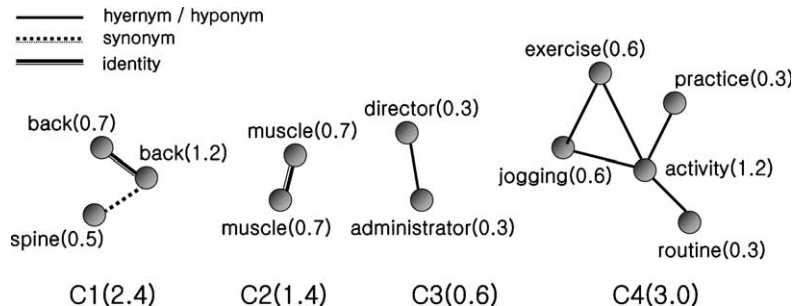 hyernym / hyponym
synonym
identity
back(0.7)
back(1.2)
spine(0.5)
C1(2.4)
muscle(0.7)
muscle(0.7)
C2(1.4)
director(0.3)
administrator(0.3)
C3(0.6)
exercise(0.6)
practice(0.3)
jogging(0.6)
activity(1.2)
routine(0.3)
C4(3.0)